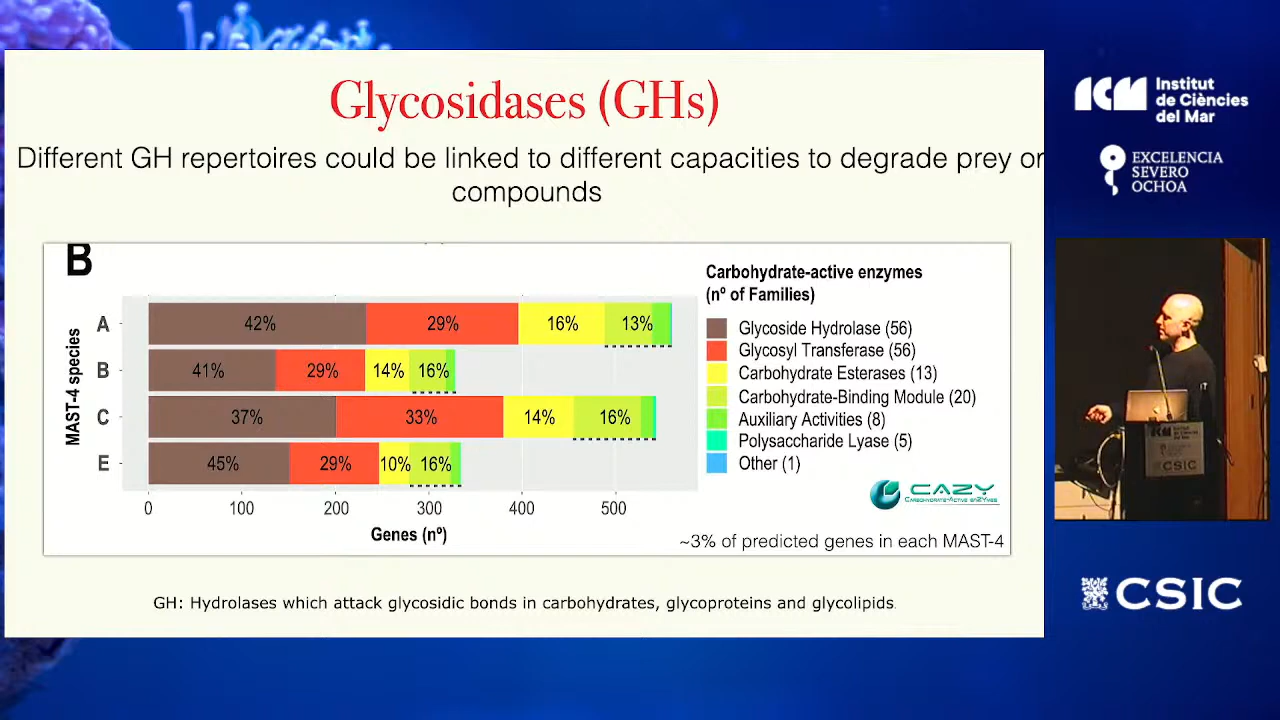 Glycosidases (GHs)
Different GH repertoires could be linked to different capacities to degrade prey or
compounds
B
MAST-4 species
A
42%
29%
16%
13%
B
41%
29%
14%
16%
C
37%
33%
14%
16%
E
45%
29%
10%
16%
0
100
200
300
400
500
Genes (nº)
Carbohydrate-active enzymes
(nº of Families)
Glycoside Hydrolase (56)
Glycosyl Transferase (56)
Carbohydrate Esterases (13)
Carbohydrate-Binding Module (20)
Auxiliary Activities (8)
Polysaccharide Lyase (5)
Other (1)
CAZY
Carbohydrate-Active enZYmes
~3% of predicted genes in each MAST-4
GH: Hydrolases which attack glycosidic bonds in carbohydrates, glycoproteins and glycolipids.
ICM
Institut
de Ciències
del Mar
EXCELENCIA
SEVERO
OCHOA
ICM
CSIC
CSIC